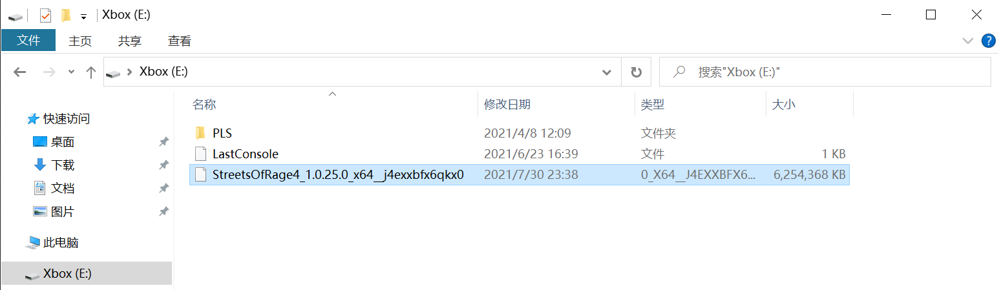 Xbox (E:)
文件 主页 共享 查看
Xbox (E:) 搜索"Xbox (E:)"
名称 修改日期 类型 大小
快速访问
桌面
下载
文档
图片
此电脑
Xbox (E:)
PLS 2021/4/8 12:09 文件夹
LastConsole 2021/6/23 16:39 文件 1 KB
StreetsOfRage4_1.0.25.0_x64__j4exxbfx6qkx0 2021/7/30 23:38 0_X64__J4EXXBFX6... 6,254,368 KB